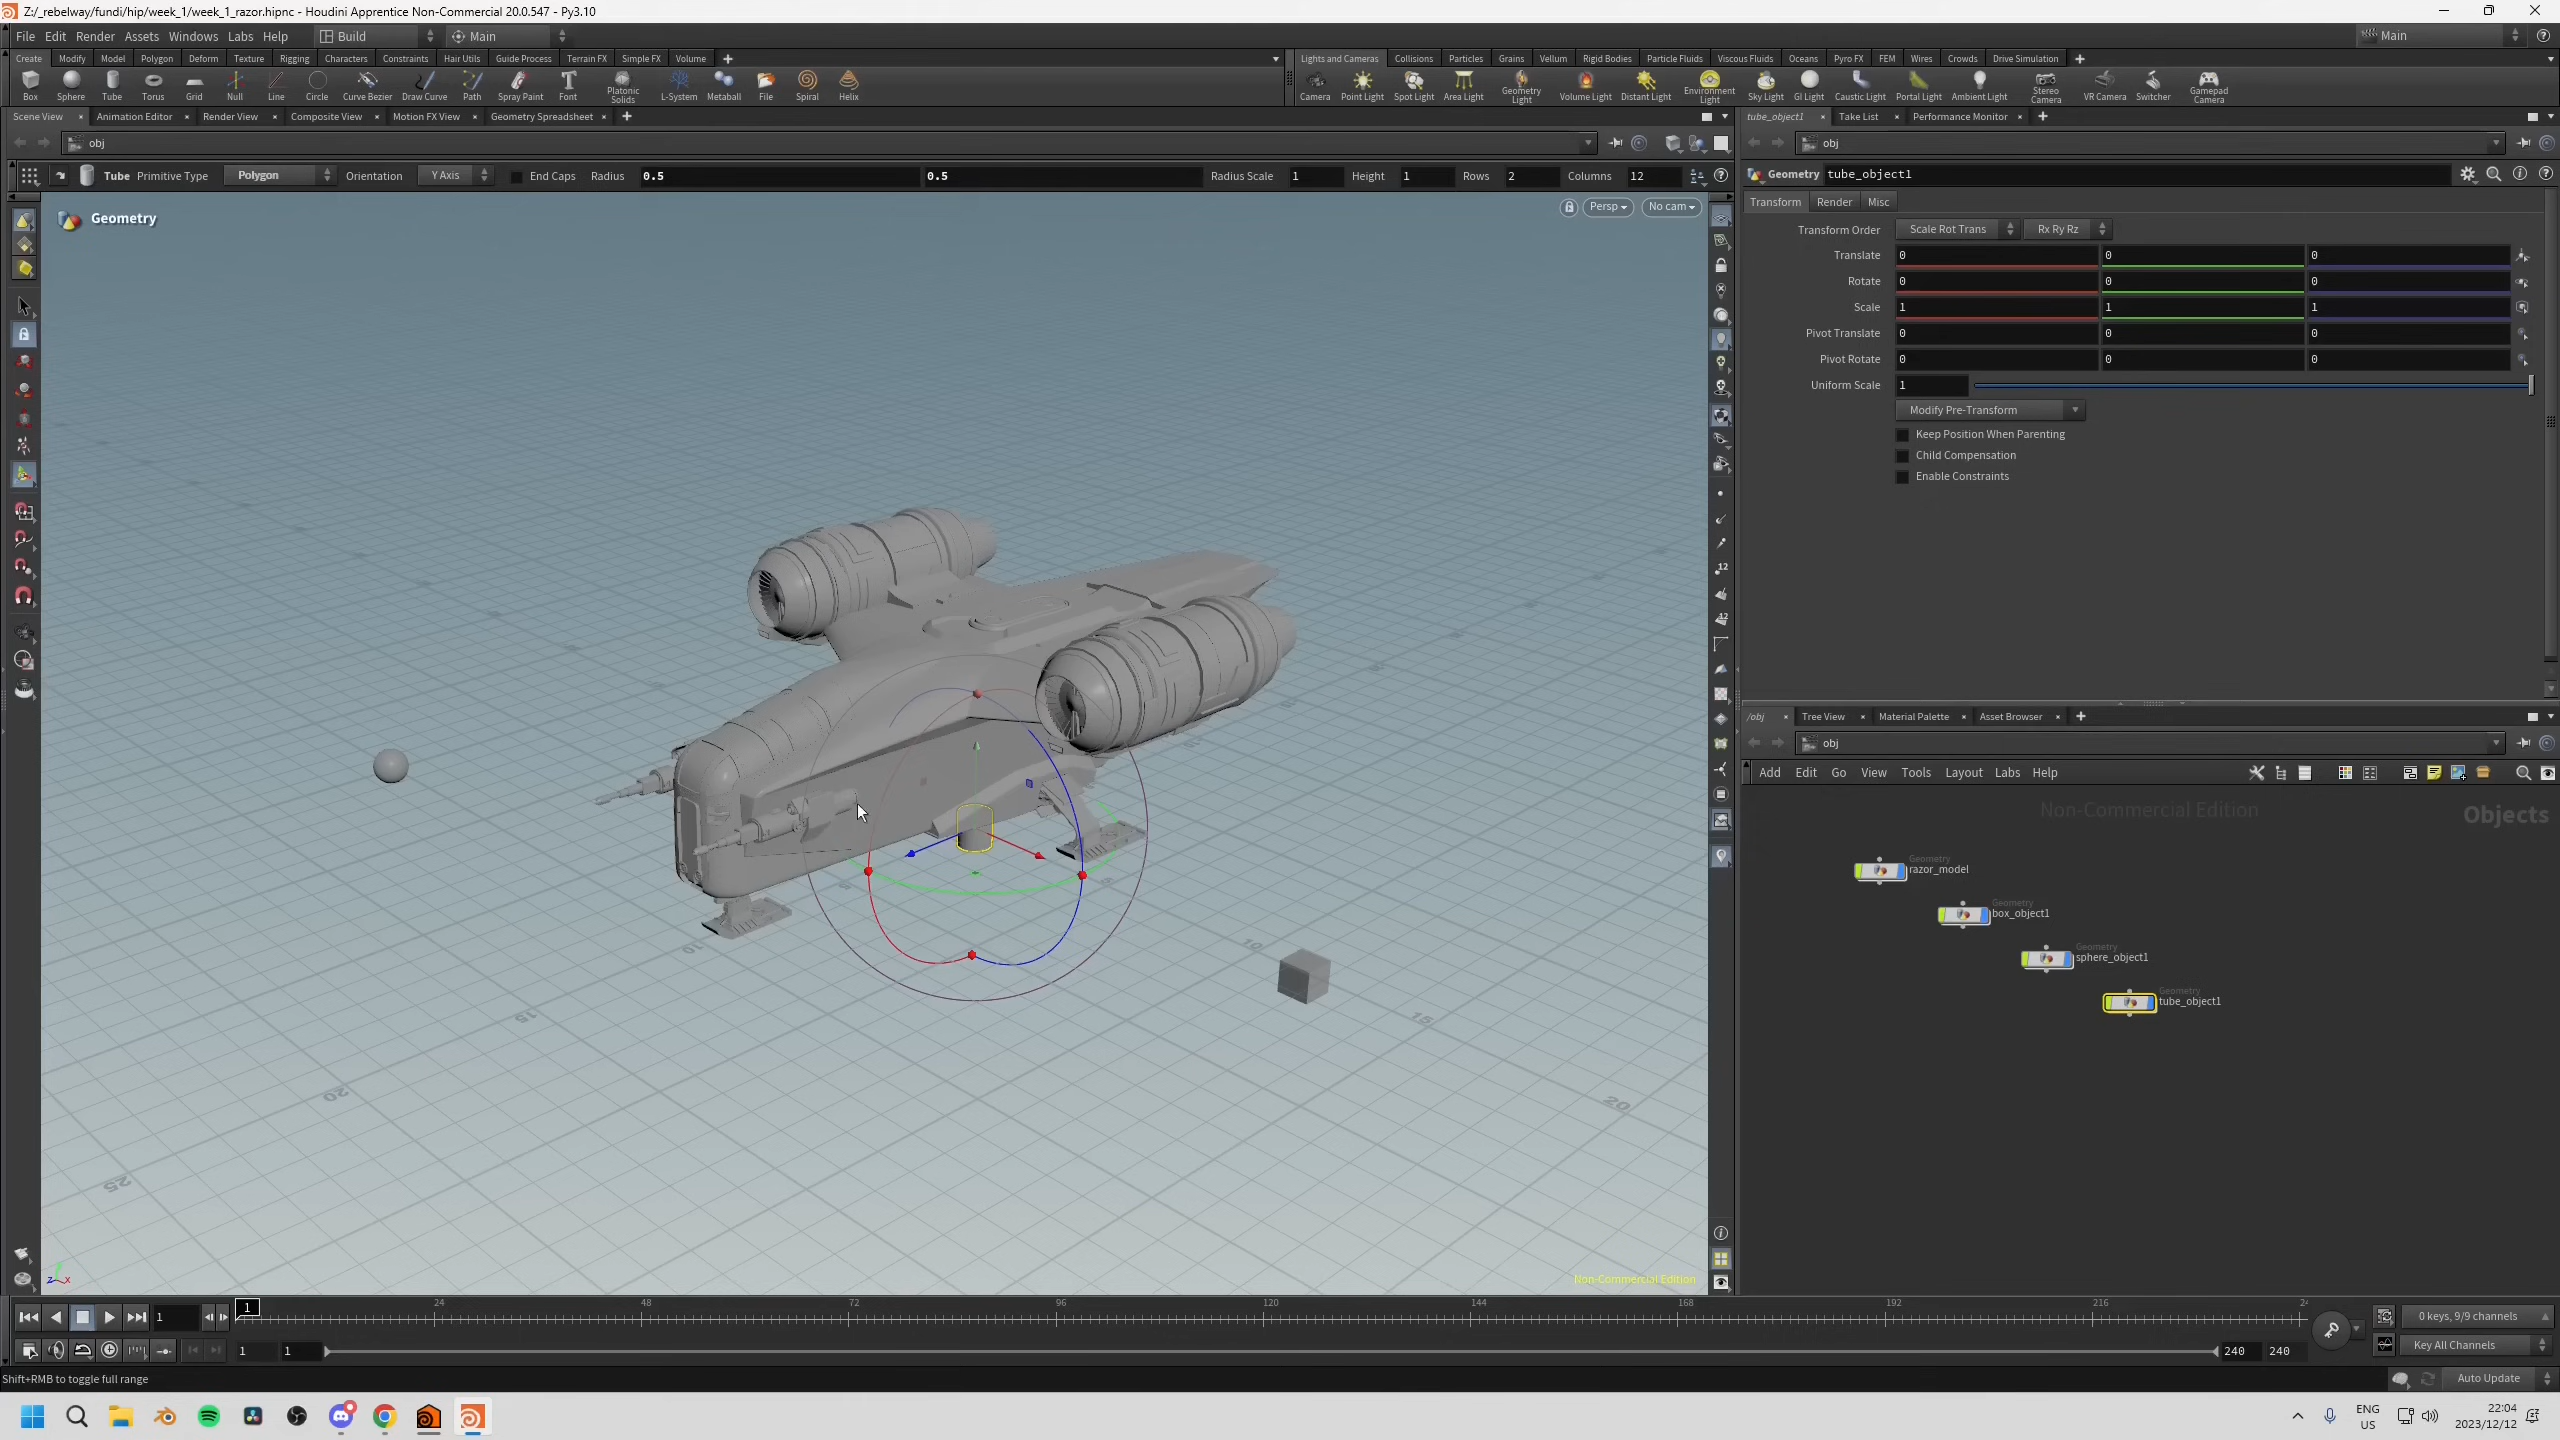 Z:/_rebelway/fundi/hip/week_1/week_1_razor.hipnc - Houdini Apprentice Non-Commercial 20.0.547 - Py3.10
File Edit Render Assets Windows Labs Help Build Main Main
Create Modify Model Polygon Deform Texture Rigging Characters Constraints Hair Utils Guide Process Terrain FX Simple FX Volume
Lights and Cameras Collisions Particles Grains Vellum Rigid Bodies Particle Fluids Viscous Fluids Oceans Pyro FX FEM Wires Crowds Drive Simulation
Box Sphere Tube Torus Grid Null Line Circle Curve Bezier Draw Curve Path Spray Paint Font Platonic Solids L-System Metaball File Spiral Helix
Camera Point Light Spot Light Area Light Geometry Light Volume Light Distant Light Environment Light Sky Light GI Light Caustic Light Portal Light Ambient Light Stereo Camera VR Camera Switcher Gamepad Camera
Scene View Animation Editor Render View Composite View Motion FX View Geometry Spreadsheet
tube_object1 Take List Performance Monitor
obj
obj
Tube Primitive Type Polygon Orientation Y Axis End Caps Radius 0.5 0.5 Radius Scale 1 Height 1 Rows 2 Columns 12
Geometry tube_object1
Geometry
Persp No cam
Transform Render Misc
Transform Order Scale Rot Trans Rx Ry Rz
Translate 0 0 0
Rotate 0 0 0
Scale 1 1 1
Pivot Translate 0 0 0
Pivot Rotate 0 0 0
Uniform Scale 1
Modify Pre-Transform
Keep Position When Parenting
Child Compensation
Enable Constraints
/obj Tree View Material Palette Asset Browser
obj
Add Edit Go View Tools Layout Labs Help
Non-Commercial Edition
Objects
Geometry
razor_model
Geometry
box_object1
Geometry
sphere_object1
Geometry
tube_object1
10
10
15
15
20
20
25
Non-Commercial Edition
1 1 24 48 72 96 120 144 168 192 216 24
0 keys, 9/9 channels
1 1 240 240
Key All Channels
Shift+RMB to toggle full range
Auto Update
ENG
US
22:04
2023/12/12